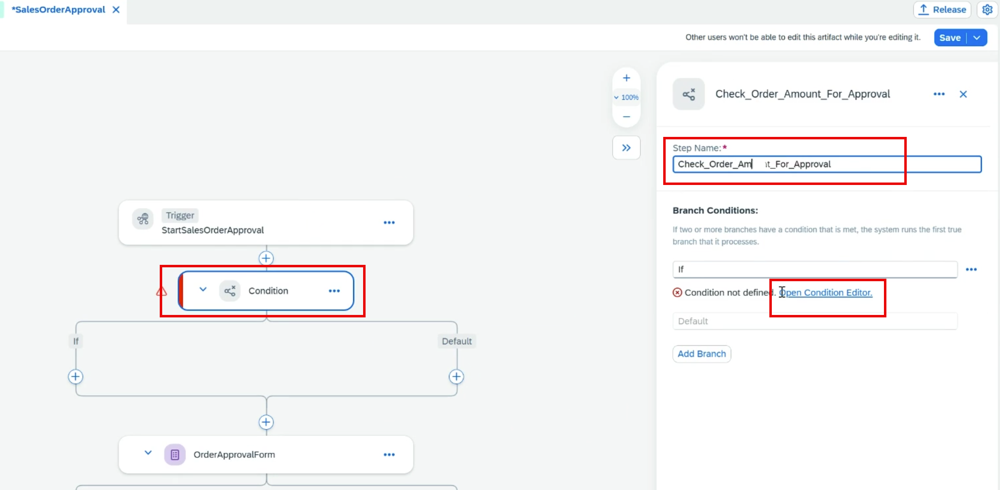 *SalesOrderApproval
Release
Other users won't be able to edit this artifact while you're editing it.
Save
100%
Check_Order_Amount_For_Approval
Step Name:*
Check_Order_Am t_For_Approval
Branch Conditions:
If two or more branches have a condition that is met, the system runs the first true
branch that it processes.
If
Condition not defined. Open Condition Editor.
Default
Add Branch
Trigger
StartSalesOrderApproval
Condition
If
Default
OrderApprovalForm